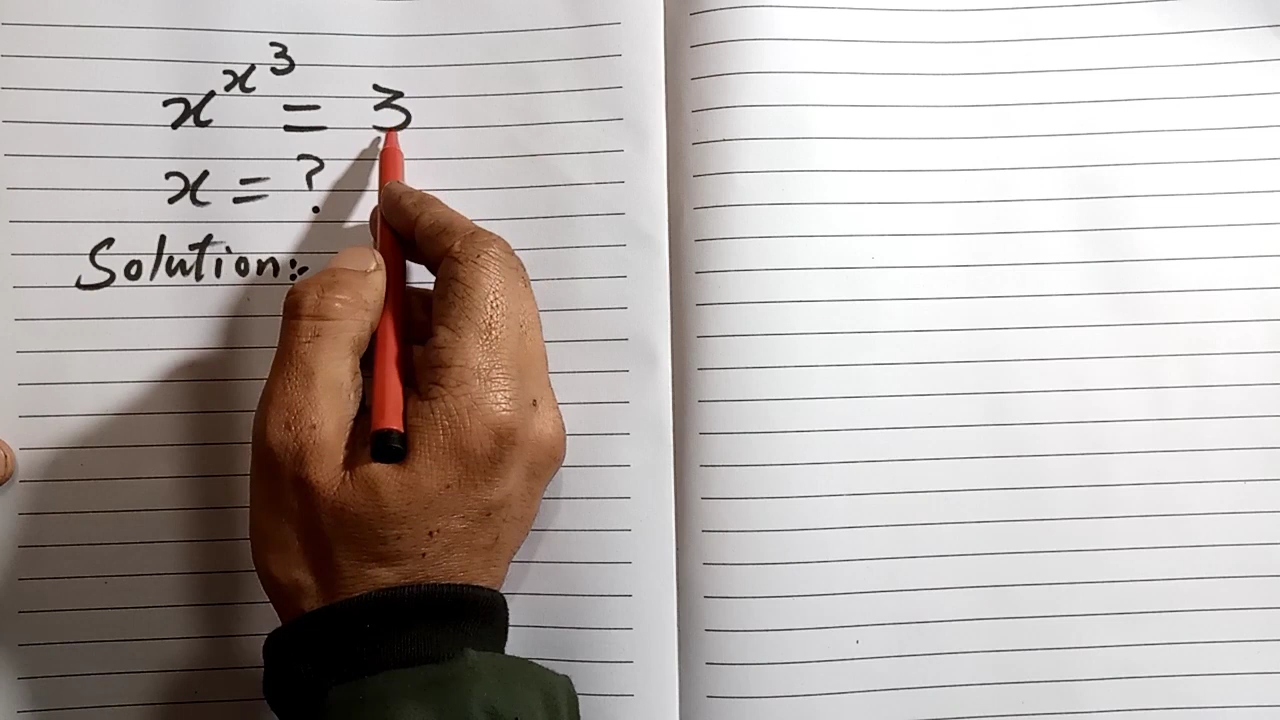 x^{x^3} = 3
x = ?
Solution:-